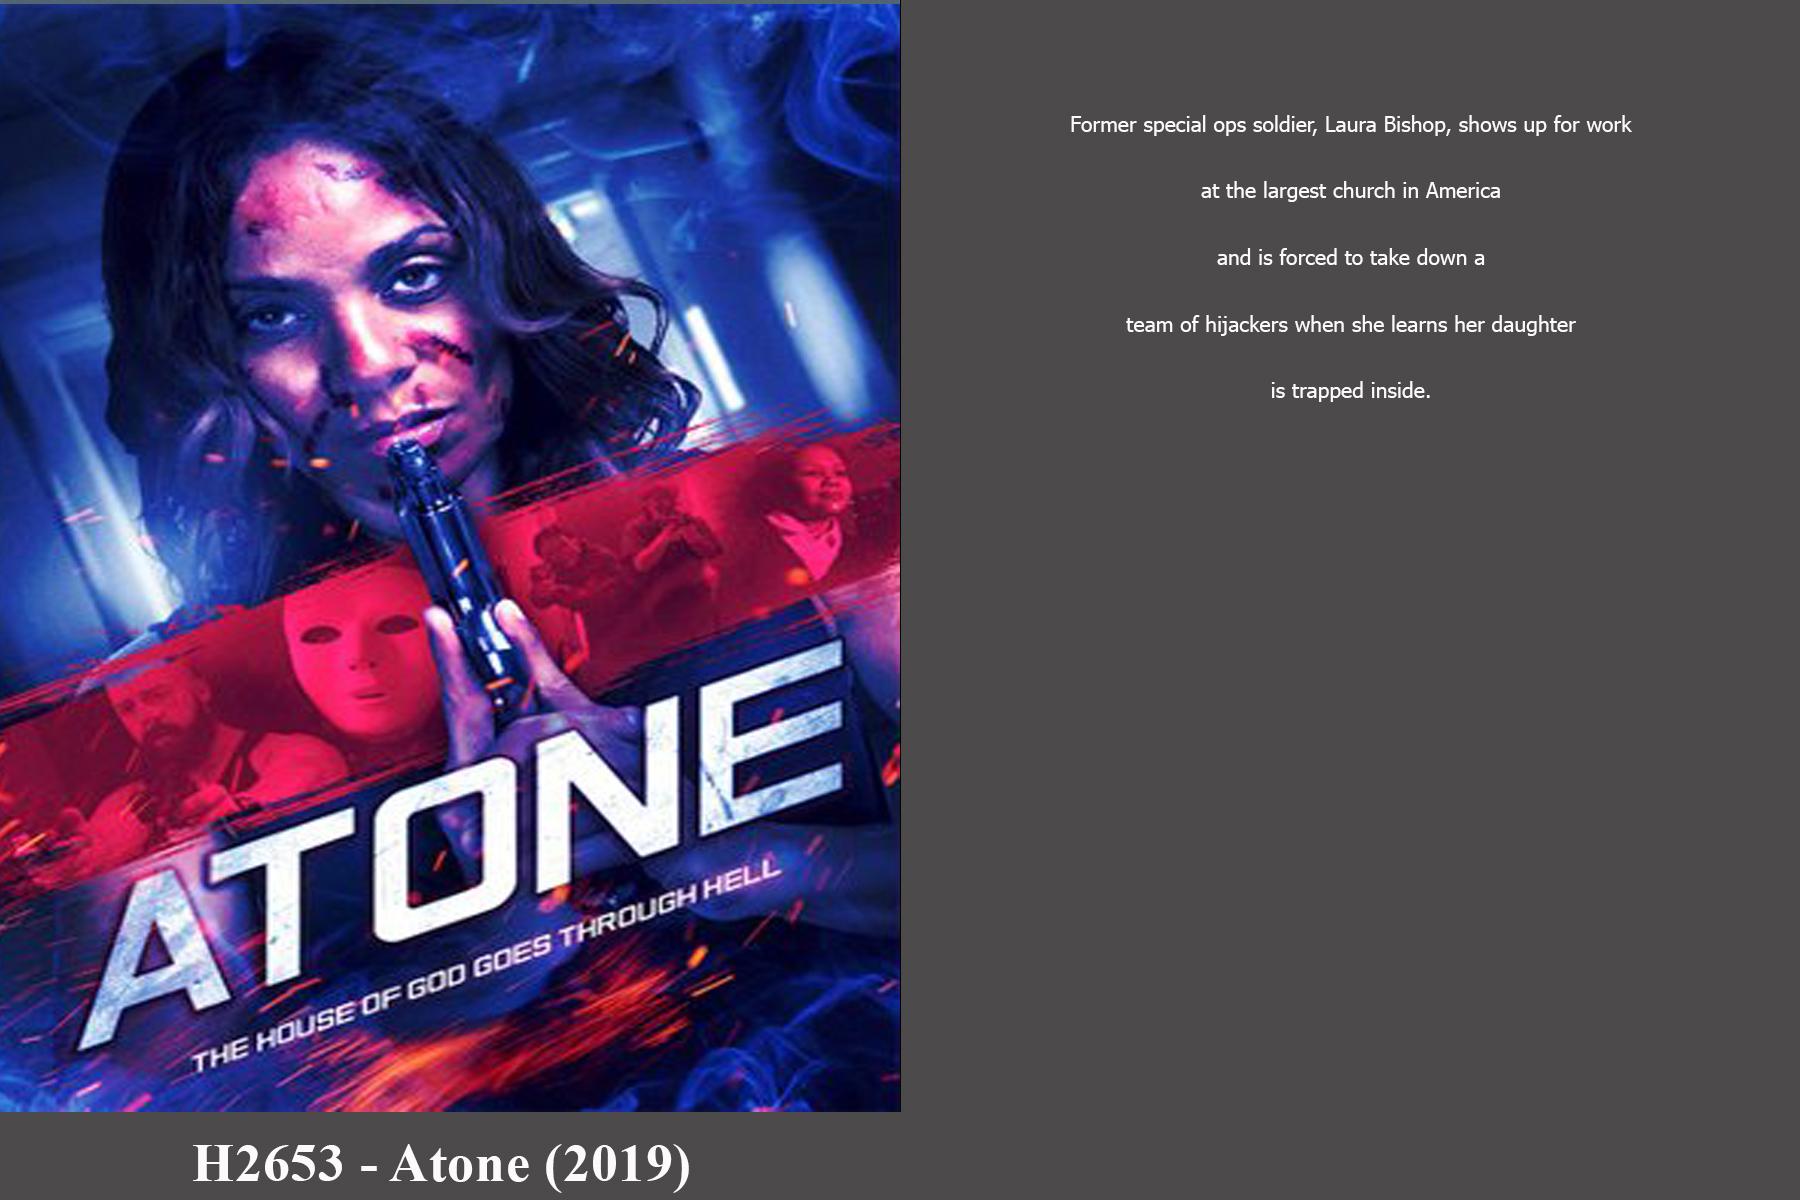 Former special ops soldier, Laura Bishop, shows up for work
at the largest church in America
and is forced to take down a
team of hijackers when she learns her daughter
is trapped inside.
ATONE
THE HOUSE OF GOD GOES THROUGH HELL
H2653 - Atone (2019)